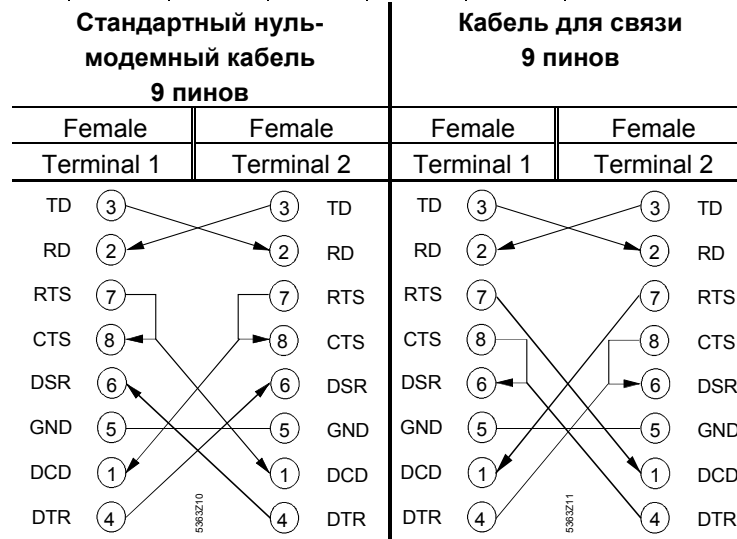 Стандартный нуль-
модемный кабель
9 пинов
Female Female
Terminal 1 Terminal 2
TD 3 3 TD
RD 2 2 RD
RTS 7 7 RTS
CTS 8 8 CTS
DSR 6 6 DSR
GND 5 5 GND
DCD 1 1 DCD
DTR 4 4 DTR
5363Z10
Кабель для связи
9 пинов
Female Female
Terminal 1 Terminal 2
TD 3 3 TD
RD 2 2 RD
RTS 7 7 RTS
CTS 8 8 CTS
DSR 6 6 DSR
GND 5 5 GND
DCD 1 1 DCD
DTR 4 4 DTR
5363Z11